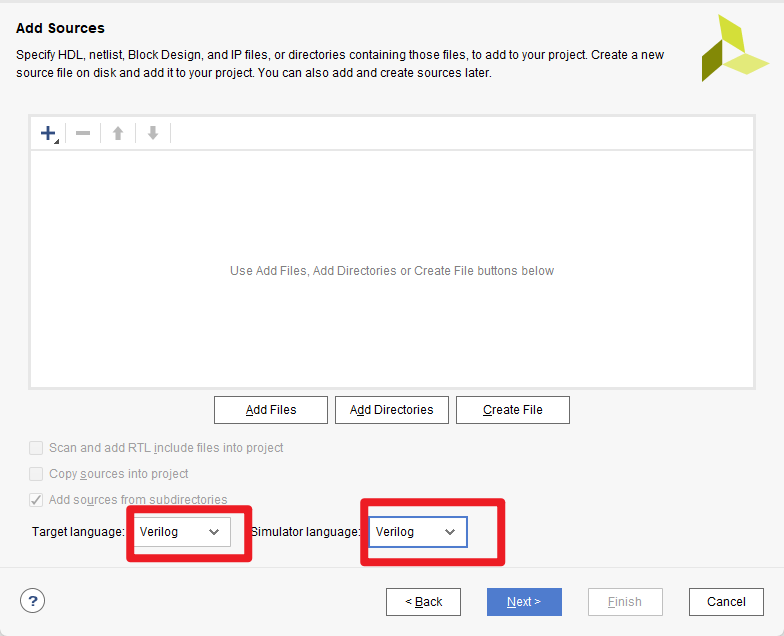 Add Sources
Specify HDL, netlist, Block Design, and IP files, or directories containing those files, to add to your project. Create a new
source file on disk and add it to your project. You can also add and create sources later.
Use Add Files, Add Directories or Create File buttons below
Add Files Add Directories Create File
Scan and add RTL include files into project
Copy sources into project
Add sources from subdirectories
Target language: Verilog Simulator language: Verilog
? < Back Next > Finish Cancel